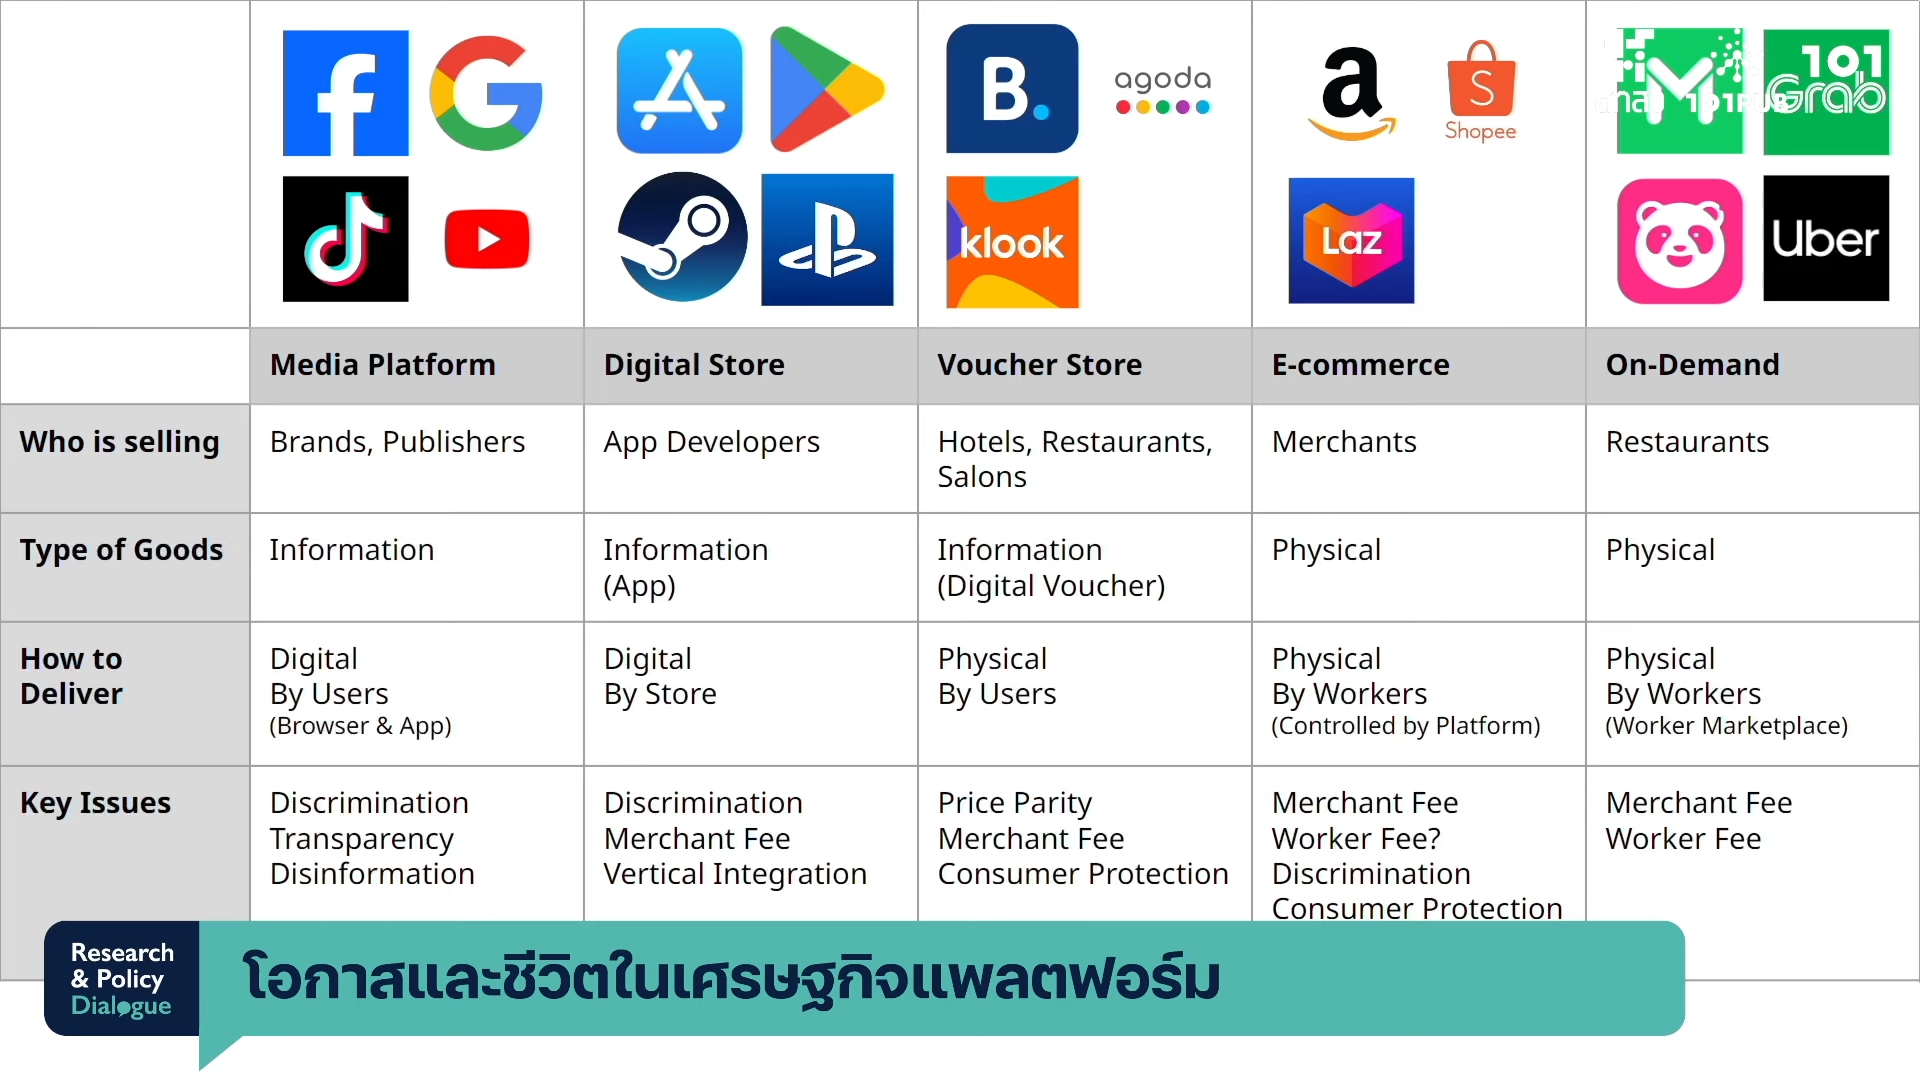 agoda
Shopee
101
101PUB
Grab
klook
Laz
Uber
Media Platform
Digital Store
Voucher Store
E-commerce
On-Demand
Who is selling
Brands, Publishers
App Developers
Hotels, Restaurants,
Salons
Merchants
Restaurants
Type of Goods
Information
Information
(App)
Information
(Digital Voucher)
Physical
Physical
How to
Deliver
Digital
By Users
(Browser & App)
Digital
By Store
Physical
By Users
Physical
By Workers
(Controlled by Platform)
Physical
By Workers
(Worker Marketplace)
Key Issues
Discrimination
Transparency
Disinformation
Discrimination
Merchant Fee
Vertical Integration
Price Parity
Merchant Fee
Consumer Protection
Merchant Fee
Worker Fee?
Discrimination
Consumer Protection
Merchant Fee
Worker Fee
Research
& Policy
Dialogue
โอกาสและชีวิตในเศรษฐกิจแพลตฟอร์ม